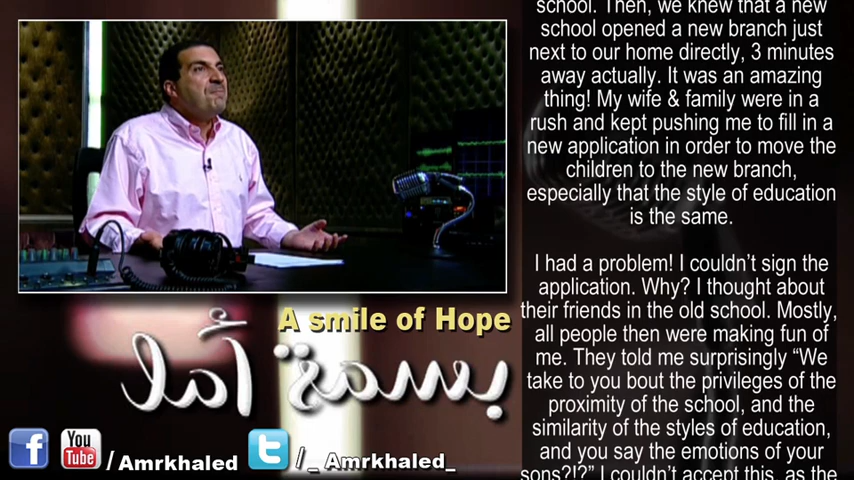 A smile of Hope
بسمة أمل
f
You
Tube
/ Amrkhaled
/ _ Amrkhaled_
school. Then, we knew that a new
school opened a new branch just
next to our home directly, 3 minutes
away actually. It was an amazing
thing! My wife & family were in a
rush and kept pushing me to fill in a
new application in order to move the
children to the new branch,
especially that the style of education
is the same.
I had a problem! I couldn't sign the
application. Why? I thought about
their friends in the old school. Mostly,
all people then were making fun of
me. They told me surprisingly “We
take to you bout the privileges of the
proximity of the school, and the
similarity of the styles of education,
and you say the emotions of your
sons?!?” I couldn't accept this, as the